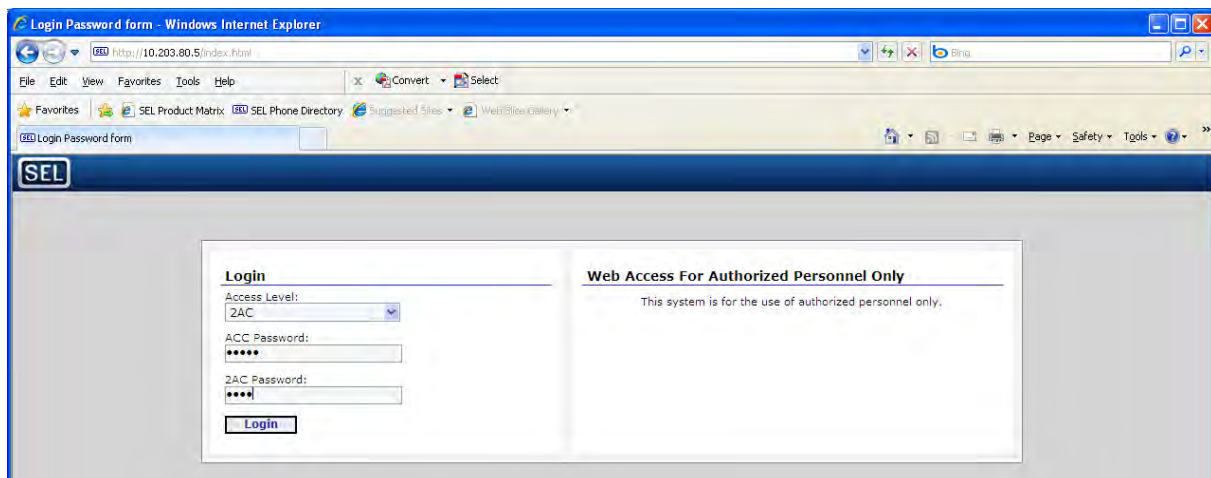 Login Password form - Windows Internet Explorer
SEL http://10.203.80.5/index.html Bing
File Edit View Favorites Tools Help x Convert Select
Favorites SEL Product Matrix SEL SEL Phone Directory Suggested Sites Web Slice Gallery
SEL Login Password form Page Safety Tools »
SEL
Login
Access Level:
2AC
ACC Password:
•••••
2AC Password:
••••
Login
Web Access For Authorized Personnel Only
This system is for the use of authorized personnel only.